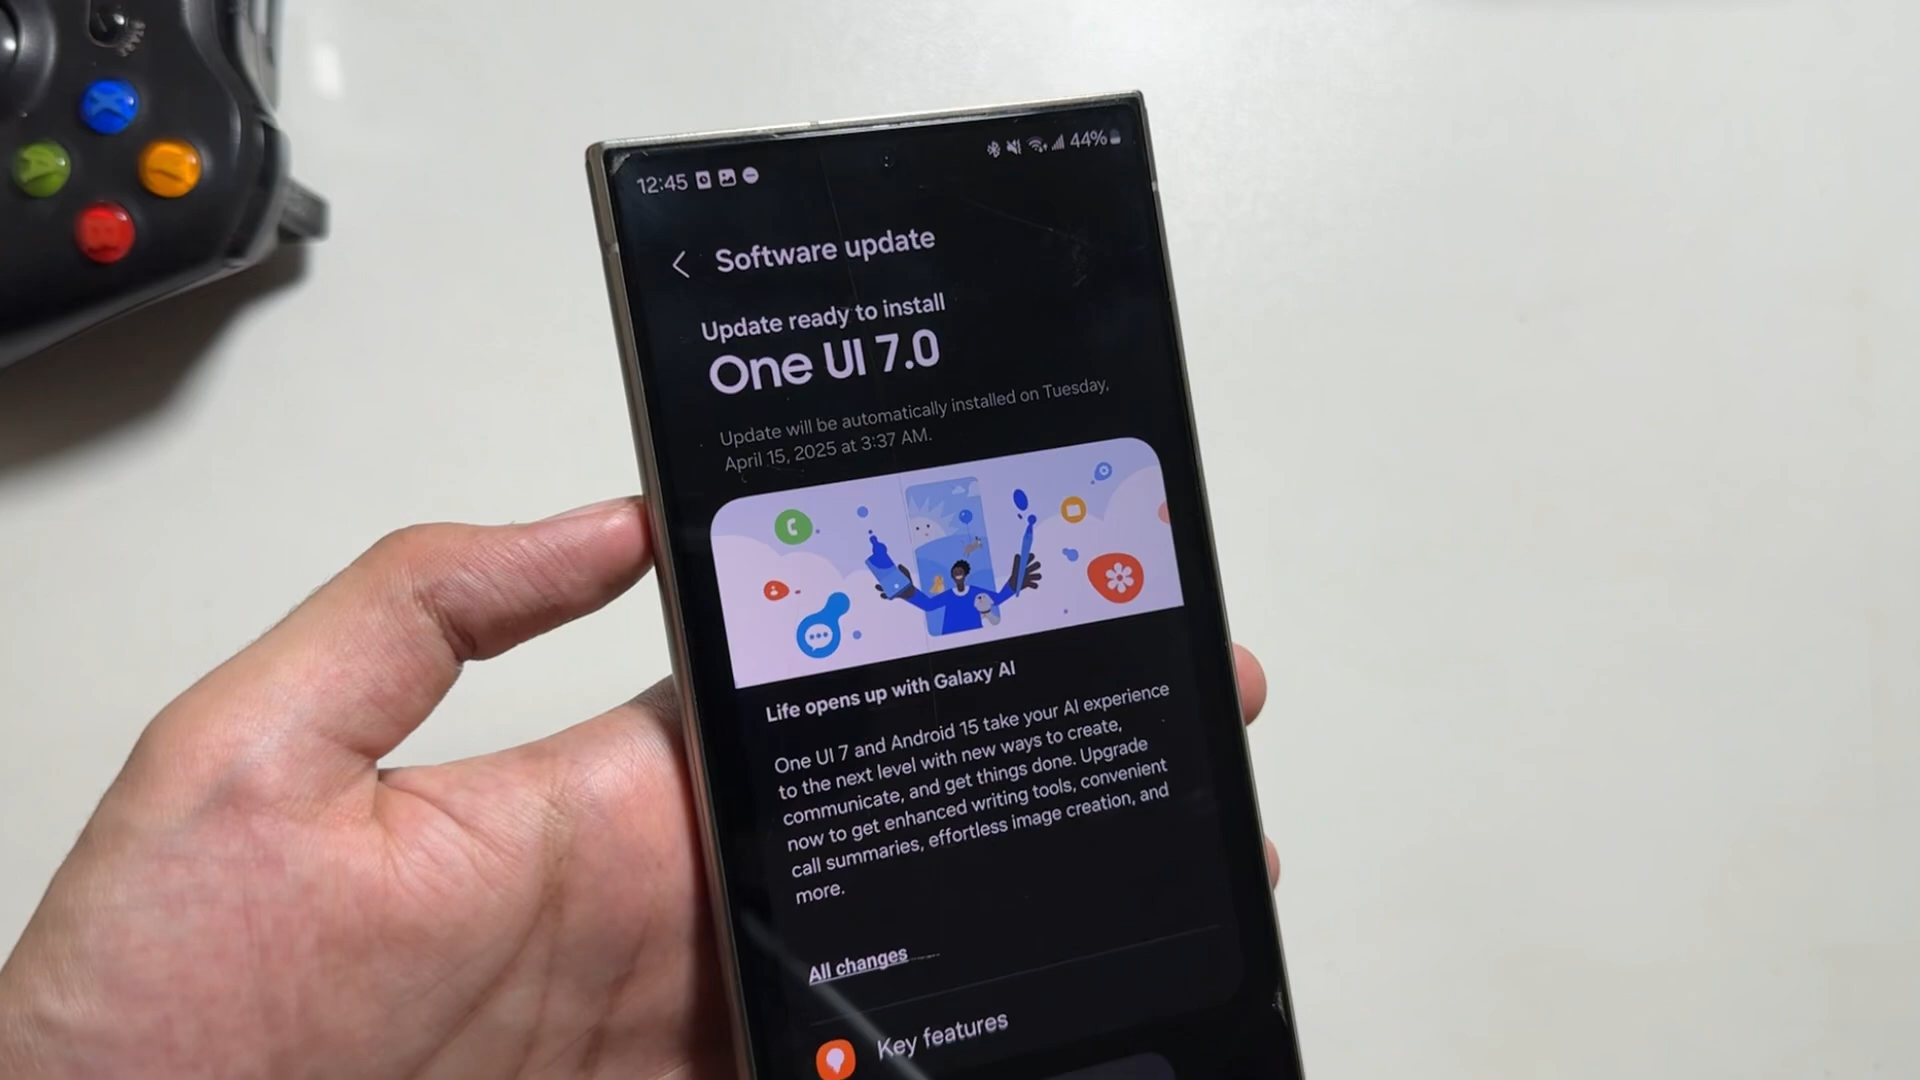 12:45
44%
Software update
Update ready to install
One UI 7.0
Update will be automatically installed on Tuesday,
April 15, 2025 at 3:37 AM.
Life opens up with Galaxy AI
One UI 7 and Android 15 take your AI experience
to the next level with new ways to create,
communicate, and get things done. Upgrade
now to get enhanced writing tools, convenient
call summaries, effortless image creation, and
more.
All changes
Key features